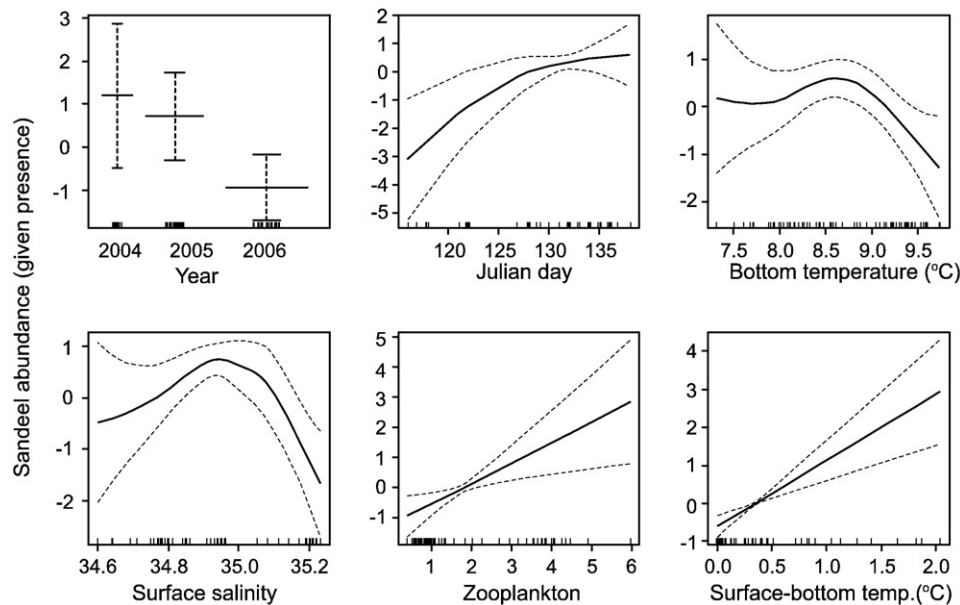 Sandeel abundance (given presence)
3
2
1
0
-1
2004 2005 2006
Year
2
1
0
-1
-2
-3
-4
-5
120 125 130 135
Julian day
1
0
-1
-2
7.5 8.0 8.5 9.0 9.5
Bottom temperature (°C)
1
0
-1
-2
34.6 34.8 35.0 35.2
Surface salinity
5
4
3
2
1
0
-1
1 2 3 4 5 6
Zooplankton
4
3
2
1
0
-1
0.0 0.5 1.0 1.5 2.0
Surface-bottom temp.(°C)